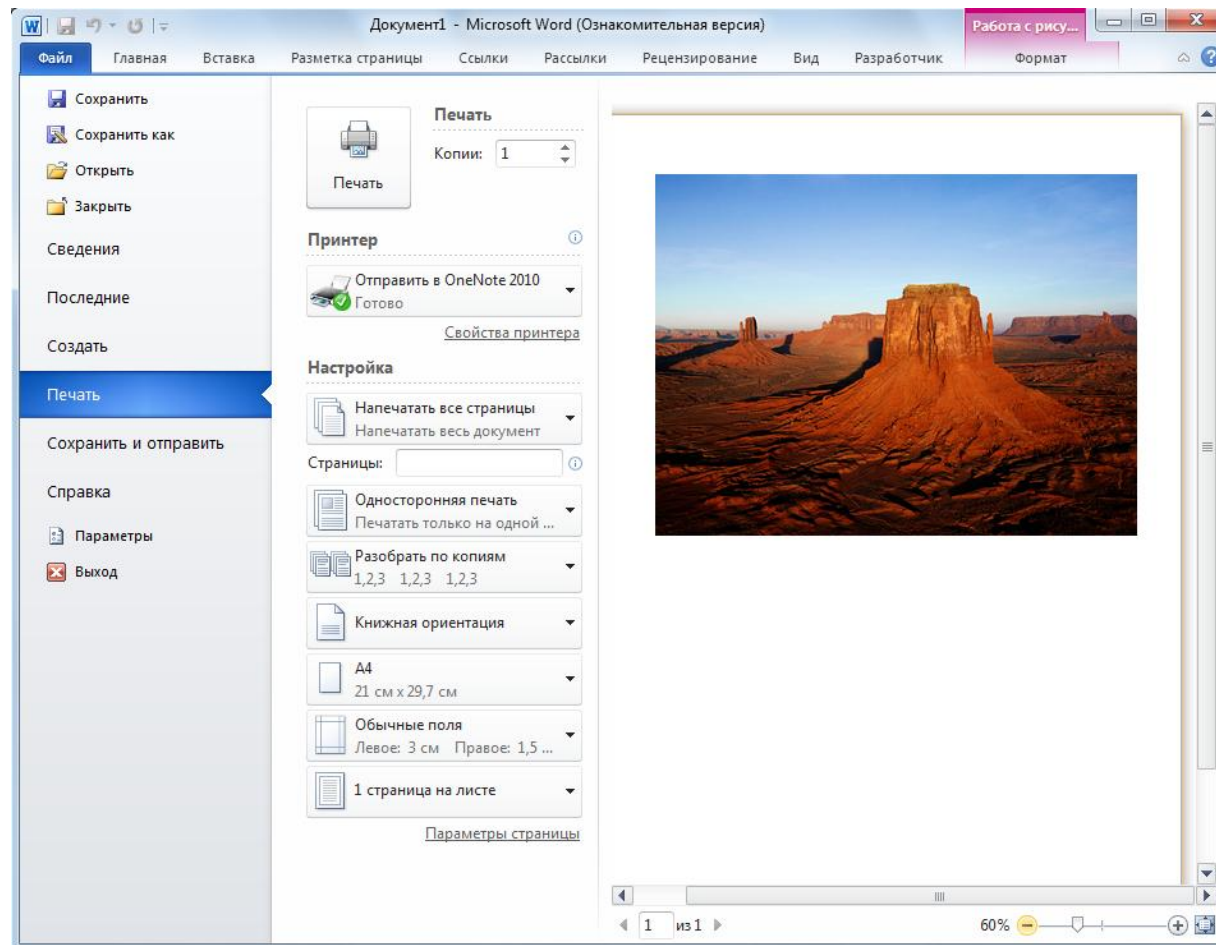 Документ1 - Microsoft Word (Ознакомительная версия)
Работа с рису...
Файл Главная Вставка Разметка страницы Ссылки Рассылки Рецензирование Вид Разработчик Формат
Сохранить
Сохранить как
Открыть
Закрыть
Сведения
Последние
Создать
Печать
Сохранить и отправить
Справка
Параметры
Выход
Печать
Печать
Копии: 1
Принтер
Отправить в OneNote 2010
Готово
Свойства принтера
Настройка
Напечатать все страницы
Напечатать весь документ
Страницы:
Односторонняя печать
Печатать только на одной ...
Разобрать по копиям
1,2,3 1,2,3 1,2,3
Книжная ориентация
A4
21 см x 29,7 см
Обычные поля
Левое: 3 см Правое: 1,5 ...
1 страница на листе
Параметры страницы
1 из 1
60%